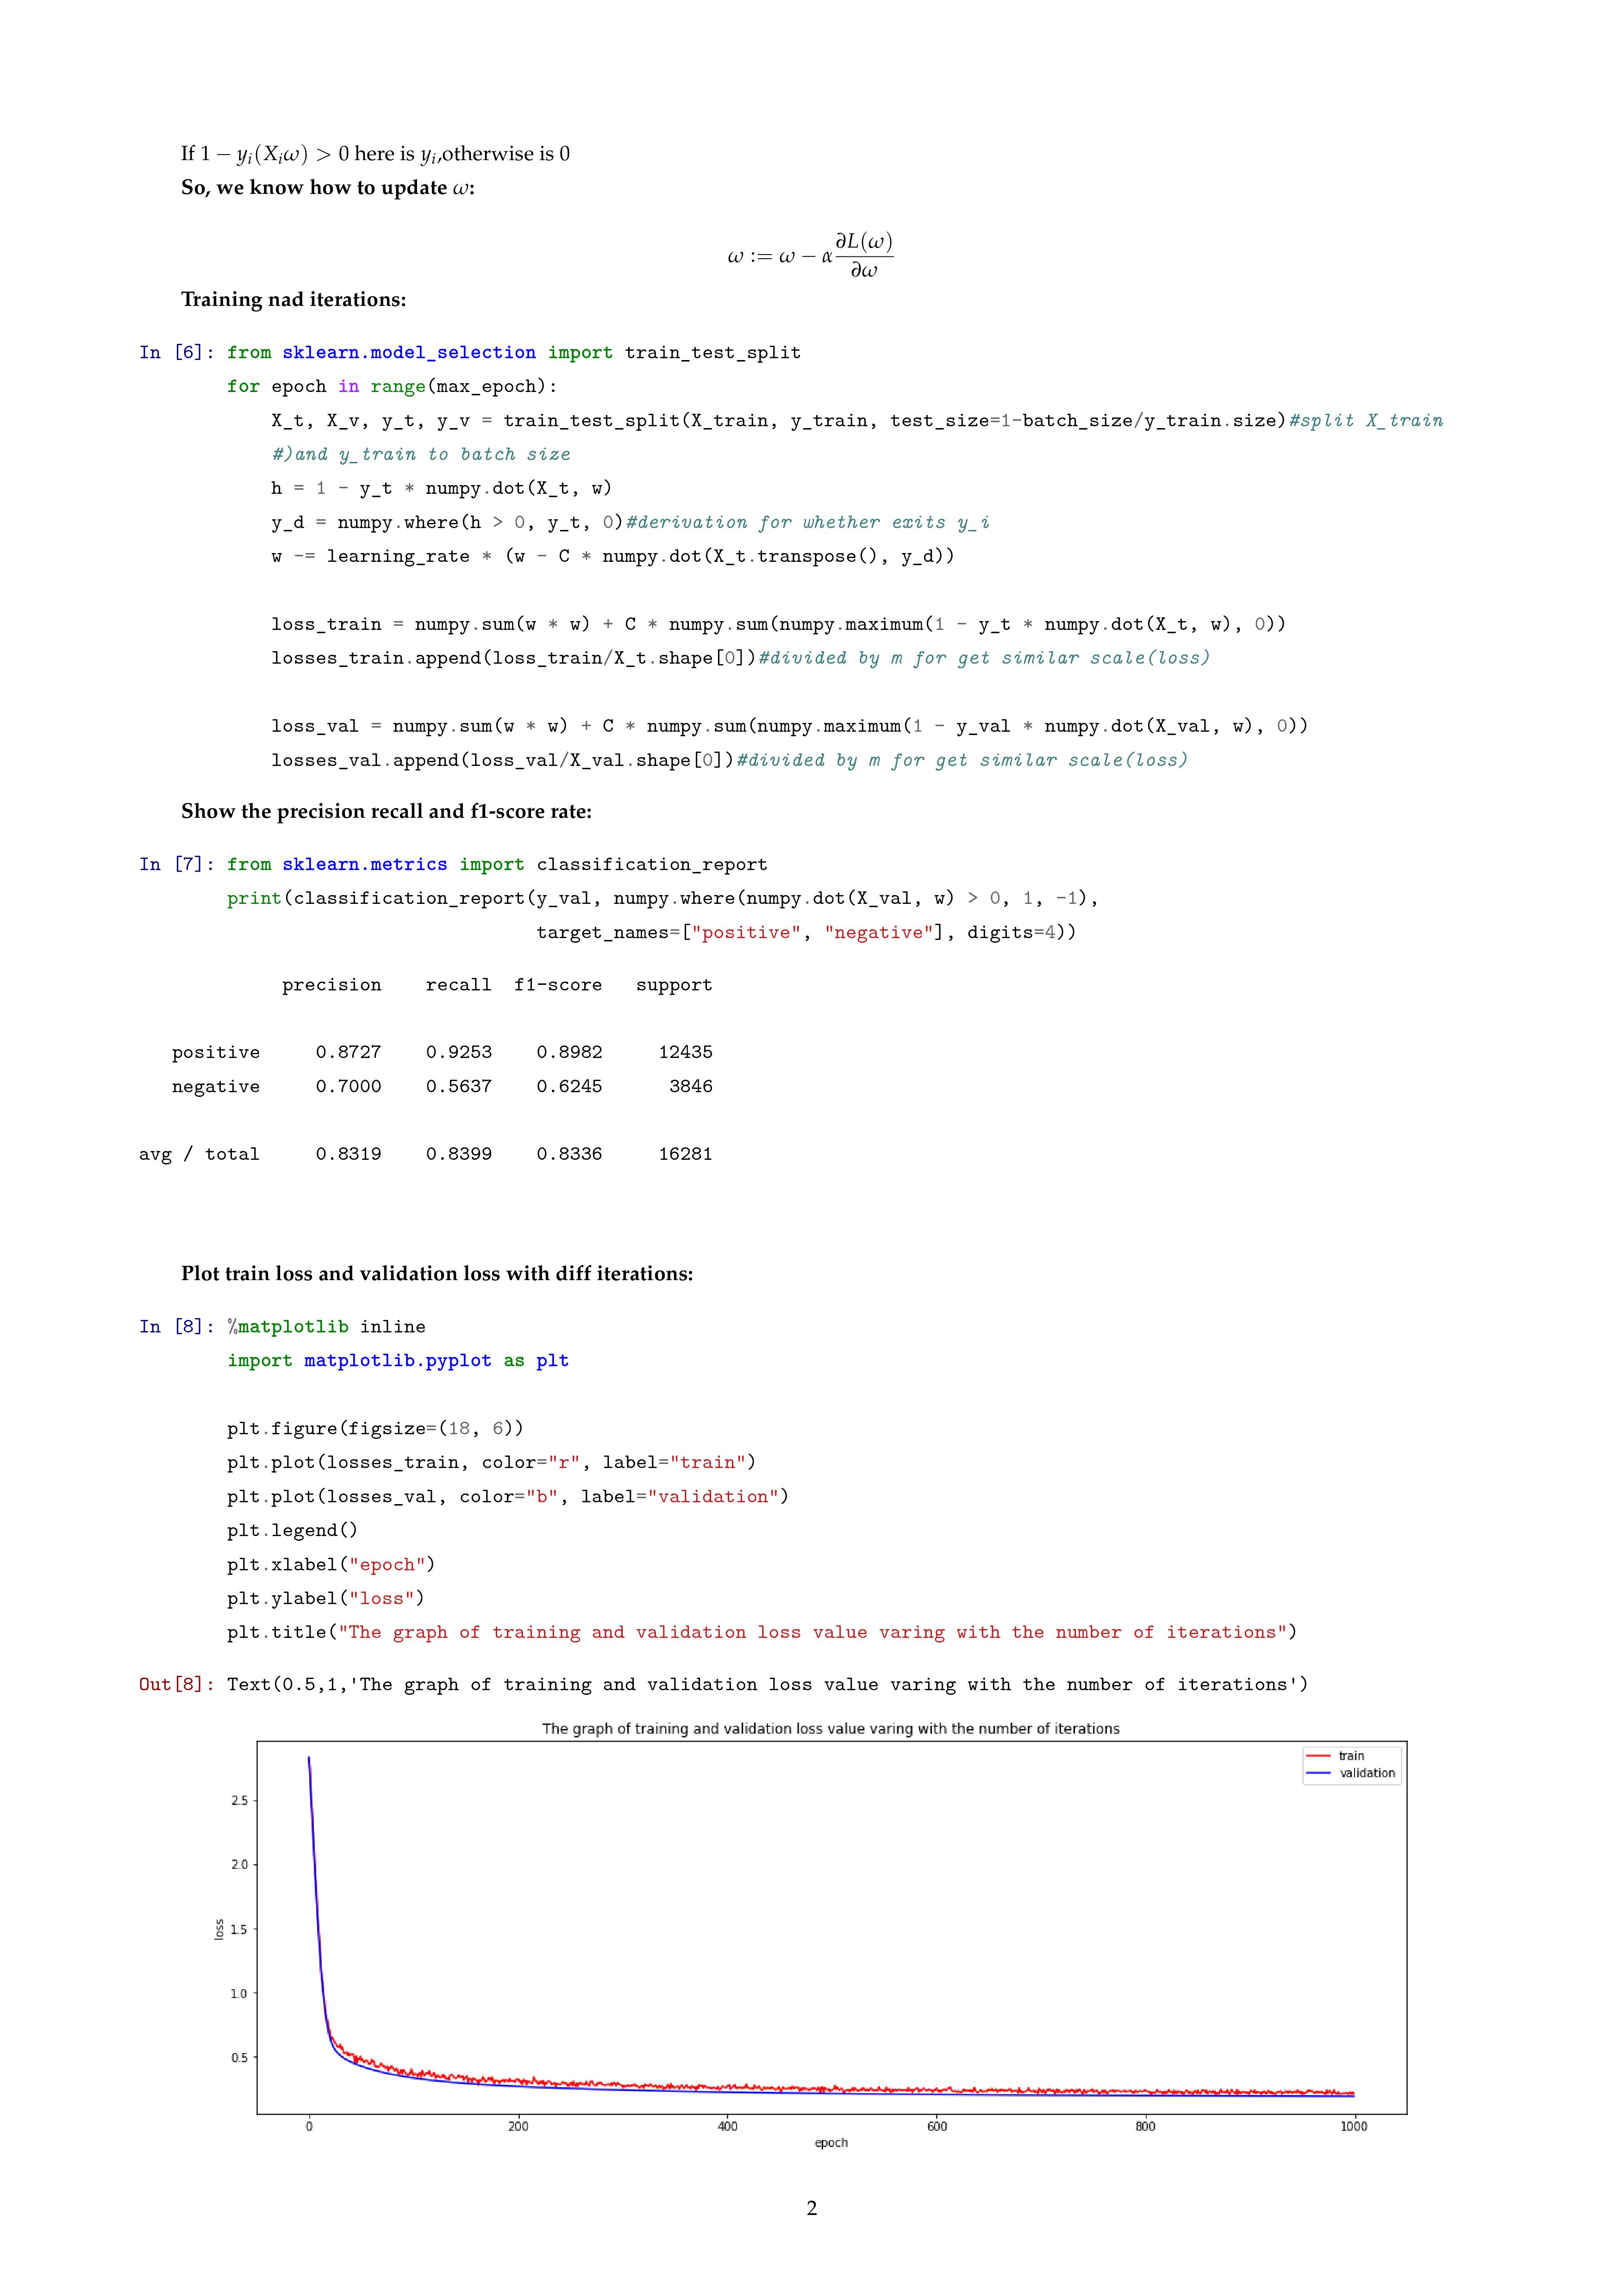 If 1 − yᵢ(Xᵢω) > 0 here is yᵢ,otherwise is 0
So, we know how to update ω:
ω := ω − α ∂L(ω)/∂ω
Training nad iterations:
In [6]: from sklearn.model_selection import train_test_split
for epoch in range(max_epoch):
X_t, X_v, y_t, y_v = train_test_split(X_train, y_train, test_size=1-batch_size/y_train.size)#split X_train
#)and y_train to batch size
h = 1 - y_t * numpy.dot(X_t, w)
y_d = numpy.where(h > 0, y_t, 0)#derivation for whether exits y_i
w -= learning_rate * (w - C * numpy.dot(X_t.transpose(), y_d))
loss_train = numpy.sum(w * w) + C * numpy.sum(numpy.maximum(1 - y_t * numpy.dot(X_t, w), 0))
losses_train.append(loss_train/X_t.shape[0])#divided by m for get similar scale(loss)
loss_val = numpy.sum(w * w) + C * numpy.sum(numpy.maximum(1 - y_val * numpy.dot(X_val, w), 0))
losses_val.append(loss_val/X_val.shape[0])#divided by m for get similar scale(loss)
Show the precision recall and f1-score rate:
In [7]: from sklearn.metrics import classification_report
print(classification_report(y_val, numpy.where(numpy.dot(X_val, w) > 0, 1, -1),
target_names=["positive", "negative"], digits=4))
precision recall f1-score support
positive 0.8727 0.9253 0.8982 12435
negative 0.7000 0.5637 0.6245 3846
avg / total 0.8319 0.8399 0.8336 16281
Plot train loss and validation loss with diff iterations:
In [8]: %matplotlib inline
import matplotlib.pyplot as plt
plt.figure(figsize=(18, 6))
plt.plot(losses_train, color="r", label="train")
plt.plot(losses_val, color="b", label="validation")
plt.legend()
plt.xlabel("epoch")
plt.ylabel("loss")
plt.title("The graph of training and validation loss value varing with the number of iterations")
Out[8]: Text(0.5,1,'The graph of training and validation loss value varing with the number of iterations')
The graph of training and validation loss value varing with the number of iterations
train
validation
2.5
2.0
1.5
1.0
0.5
loss
0 200 400 600 800 1000
epoch
2